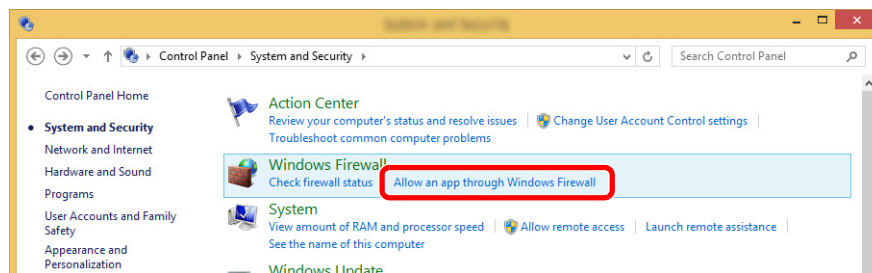 System and Security
Control Panel System and Security
Search Control Panel
Control Panel Home
System and Security
Network and Internet
Hardware and Sound
Programs
User Accounts and Family
Safety
Appearance and
Personalization
Action Center
Review your computer's status and resolve issues Change User Account Control settings
Troubleshoot common computer problems
Windows Firewall
Check firewall status Allow an app through Windows Firewall
System
View amount of RAM and processor speed Allow remote access Launch remote assistance
See the name of this computer
Windows Update